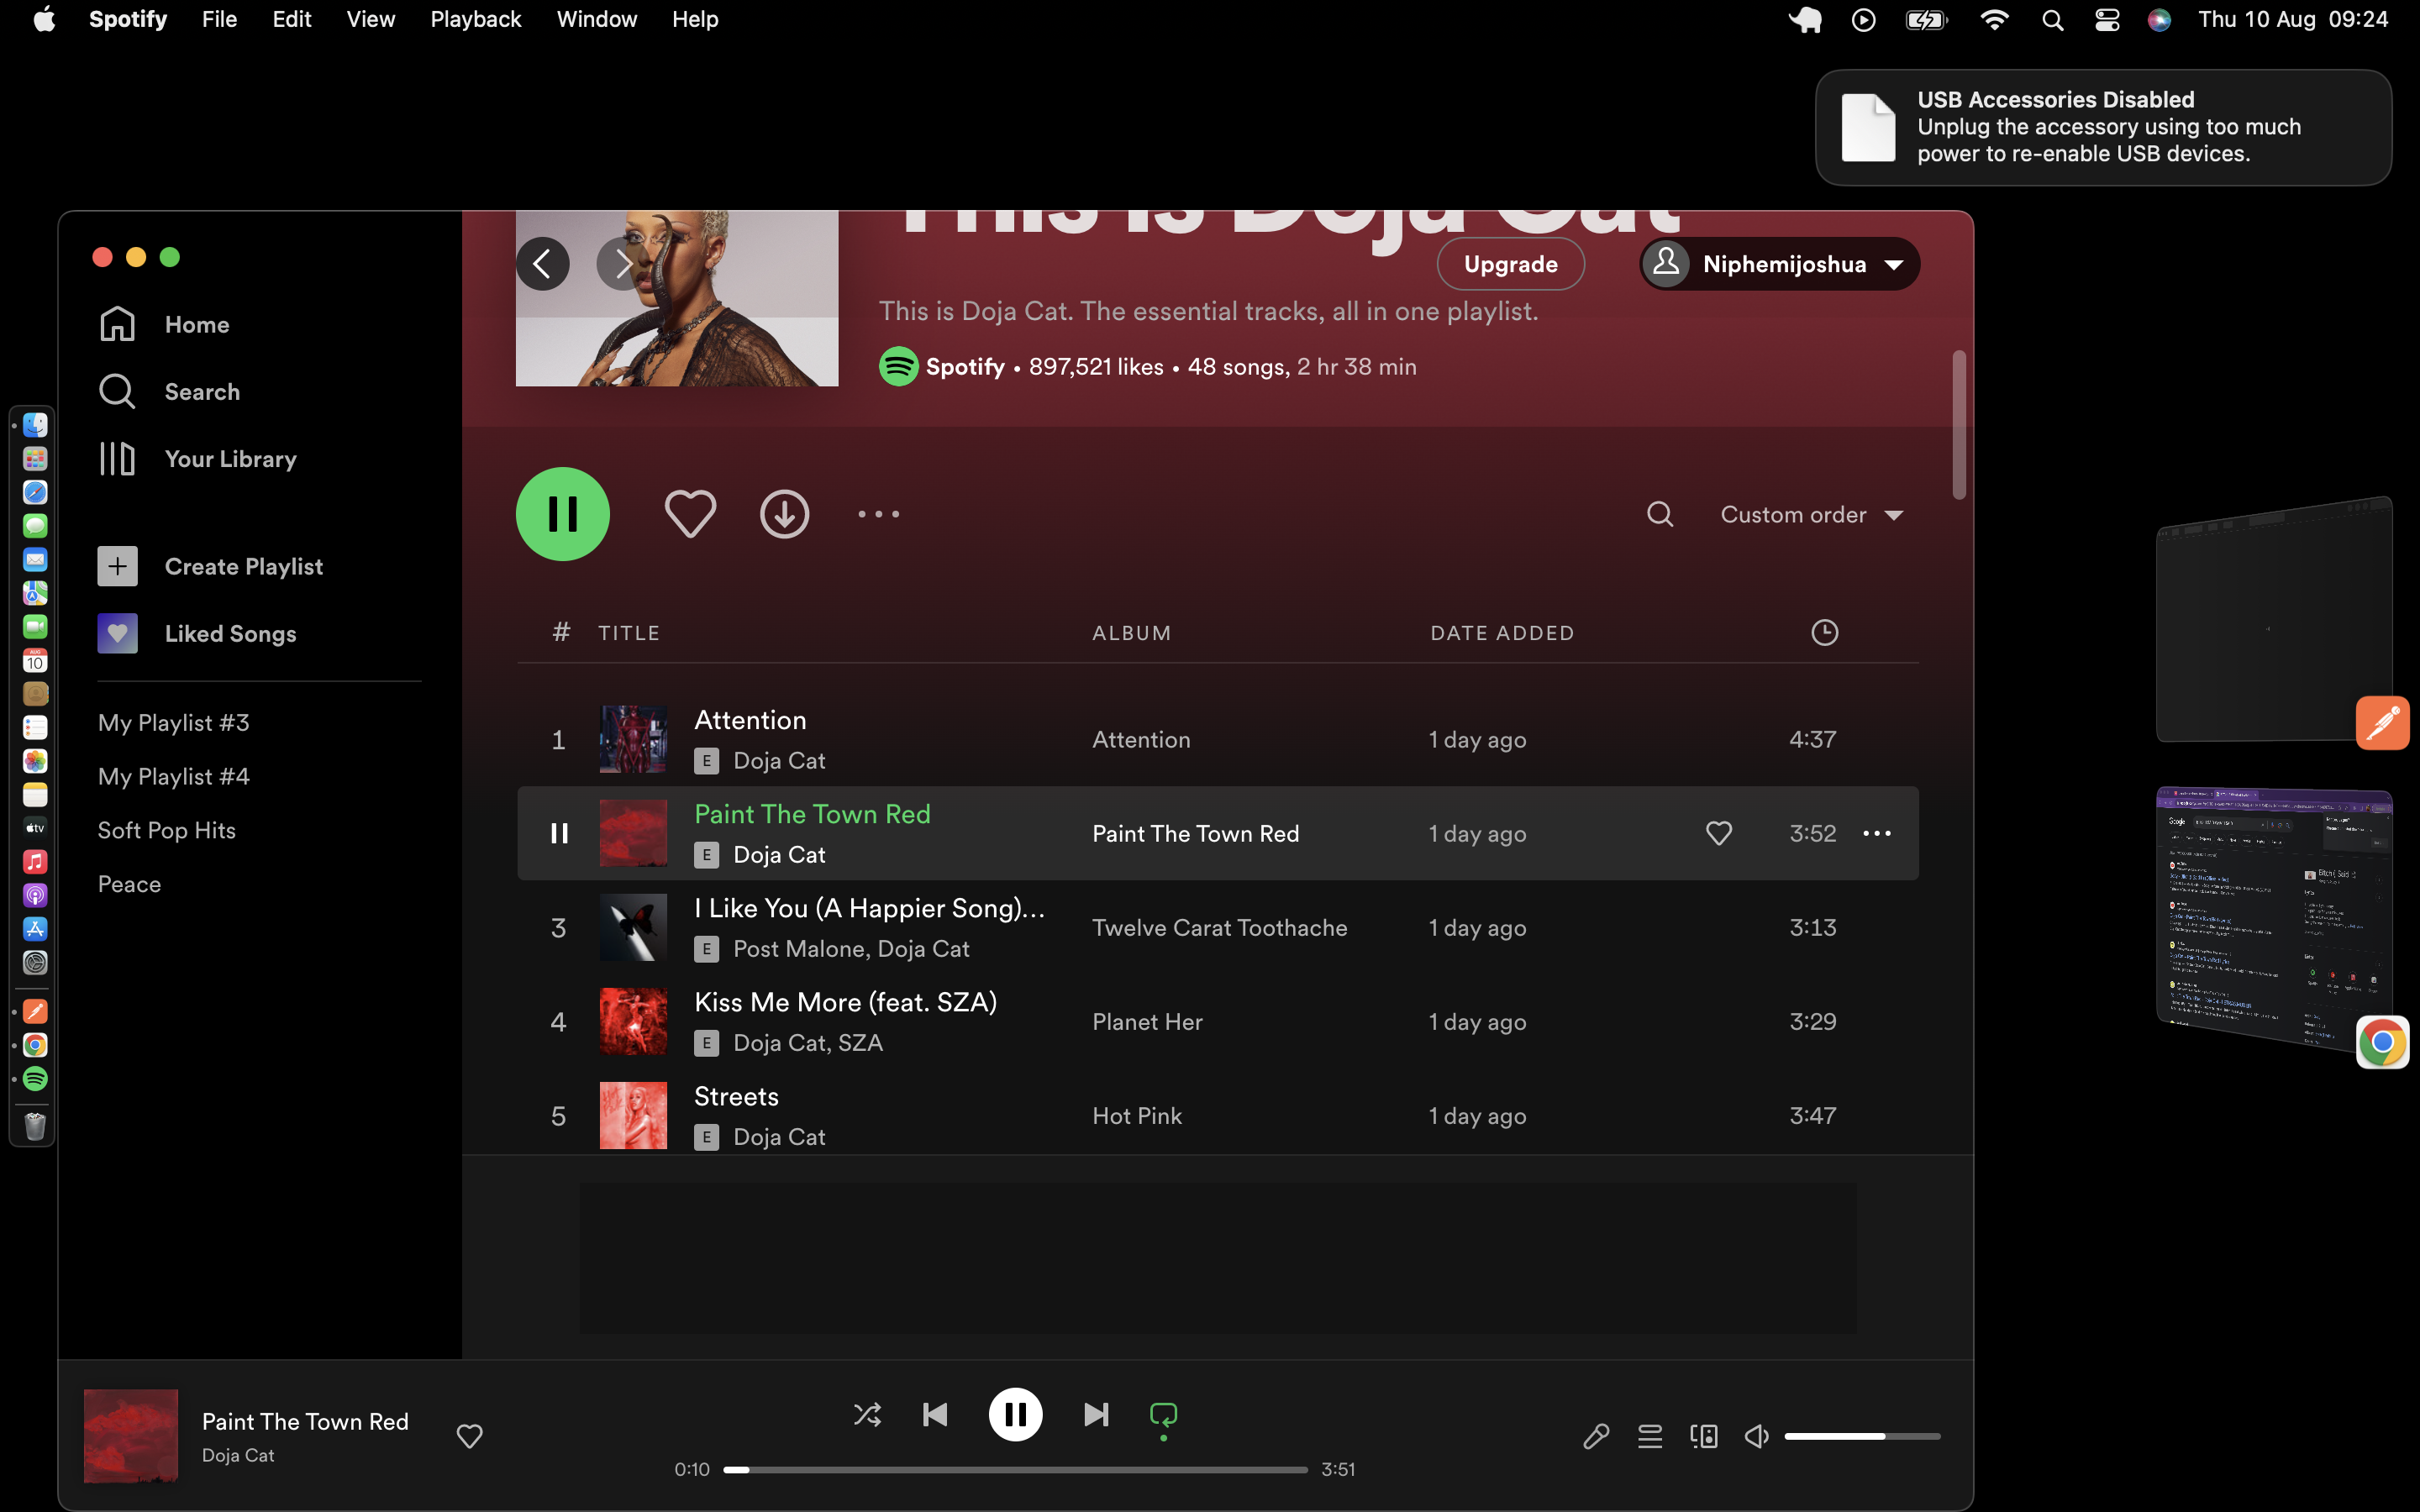 Spotify File Edit View Playback Window Help Thu 10 Aug 09:24
USB Accessories Disabled
Unplug the accessory using too much
power to re-enable USB devices.
This is Doja Cat
Upgrade
Niphemijoshua
This is Doja Cat. The essential tracks, all in one playlist.
Spotify • 897,521 likes • 48 songs, 2 hr 38 min
Home
Search
Your Library
Create Playlist
Liked Songs
My Playlist #3
My Playlist #4
Soft Pop Hits
Peace
Custom order
# TITLE ALBUM DATE ADDED
1 Attention Attention 1 day ago 4:37
E Doja Cat
Paint The Town Red Paint The Town Red 1 day ago 3:52
E Doja Cat
3 I Like You (A Happier Song)... Twelve Carat Toothache 1 day ago 3:13
E Post Malone, Doja Cat
4 Kiss Me More (feat. SZA) Planet Her 1 day ago 3:29
E Doja Cat, SZA
5 Streets Hot Pink 1 day ago 3:47
E Doja Cat
Paint The Town Red
Doja Cat
0:10 3:51
AUG
10
tv
Google